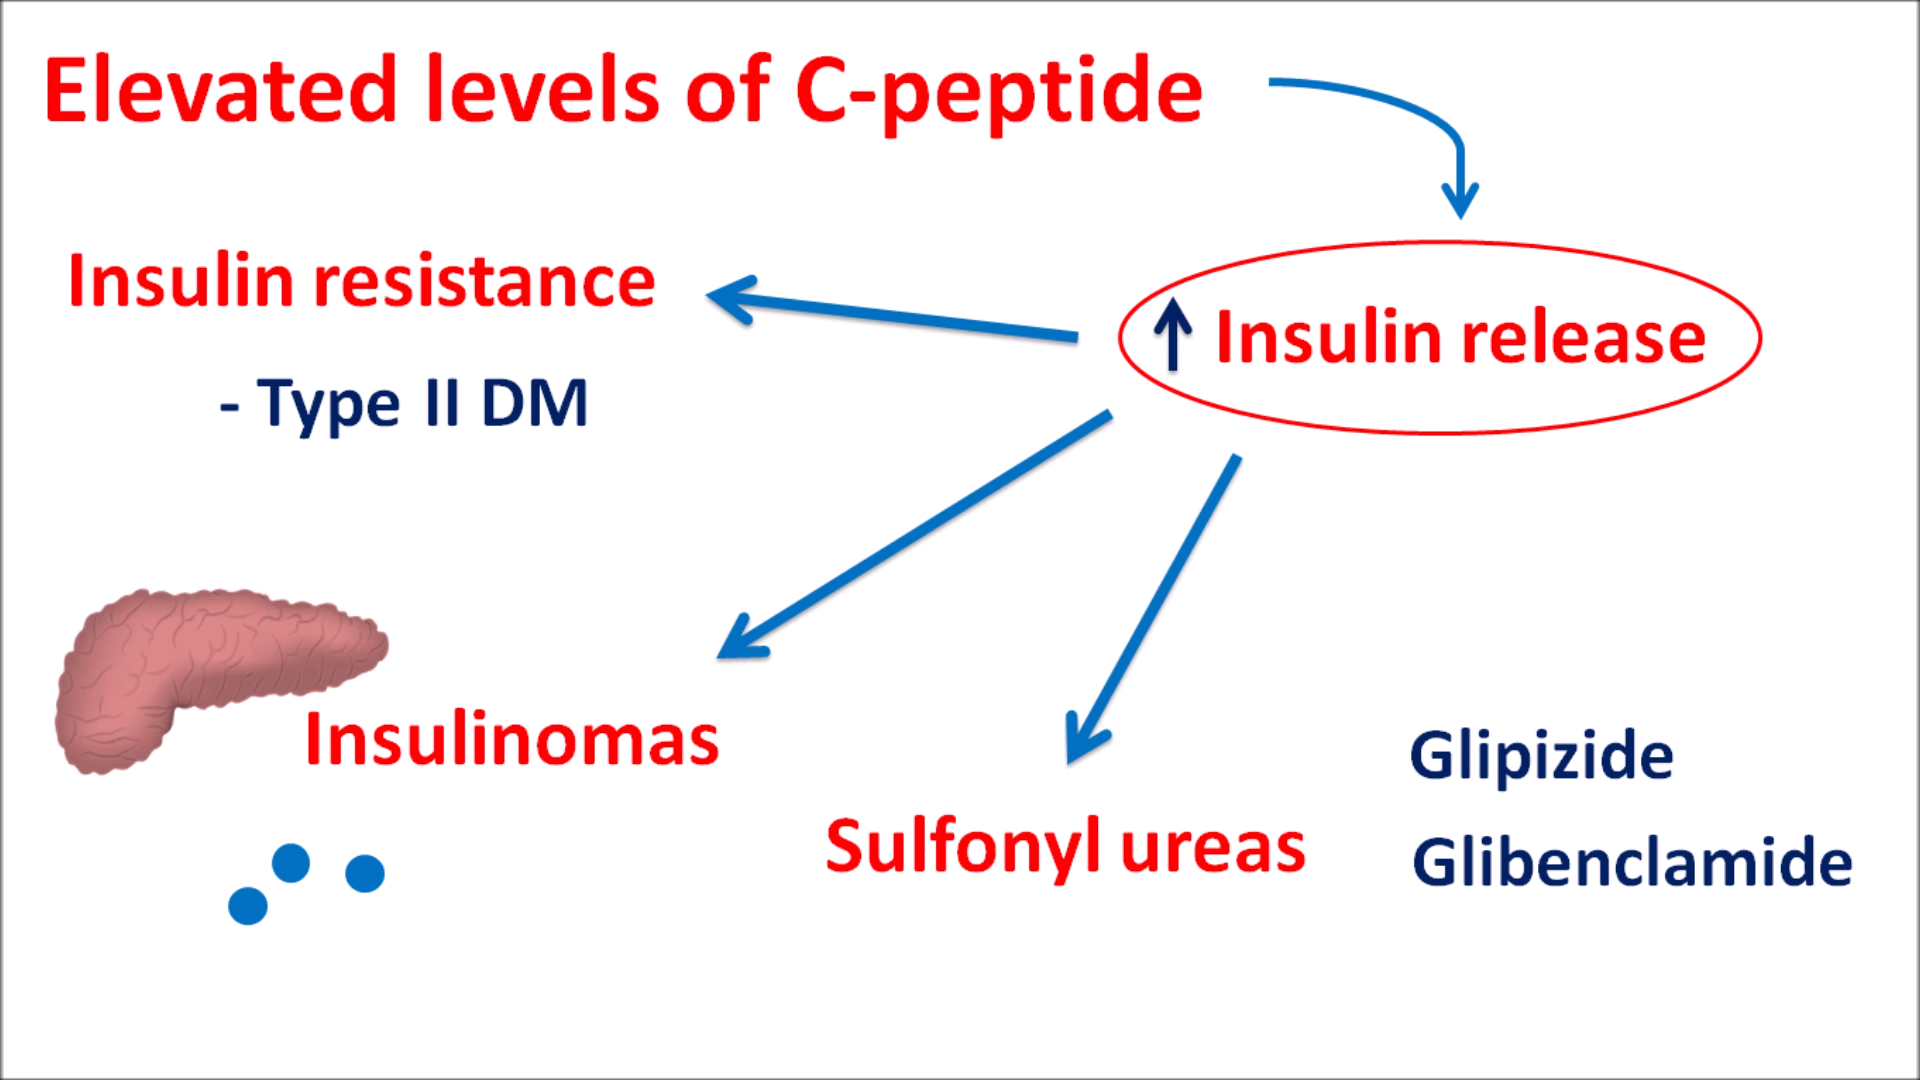 Elevated levels of C-peptide
Insulin resistance
- Type II DM
Insulin release
Insulinomas
Sulfonyl ureas
Glipizide
Glibenclamide